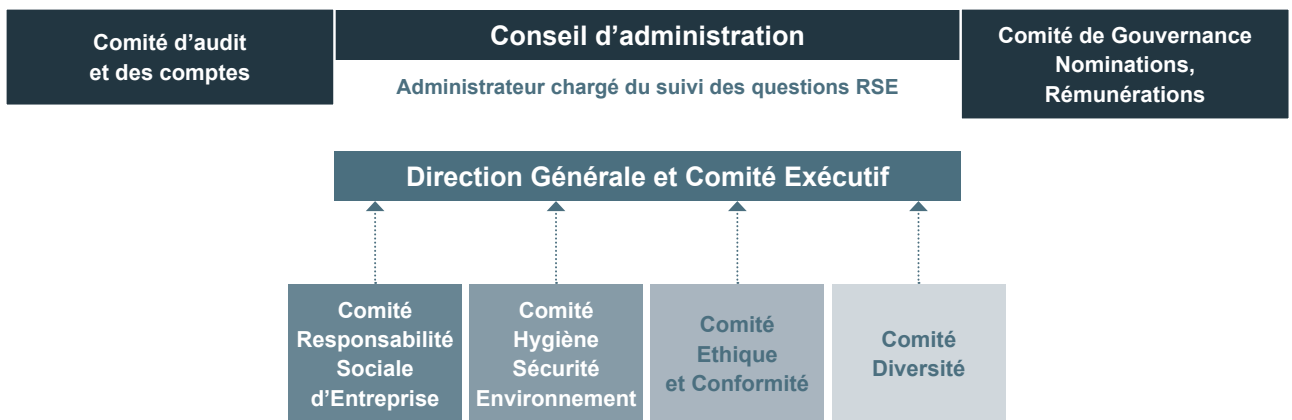 Comité d’audit
et des comptes
Conseil d’administration
Administrateur chargé du suivi des questions RSE
Comité de Gouvernance
Nominations,
Rémunérations
Direction Générale et Comité Exécutif
Comité
Responsabilité
Sociale
d’Entreprise
Comité
Hygiène
Sécurité
Environnement
Comité
Ethique
et Conformité
Comité
Diversité